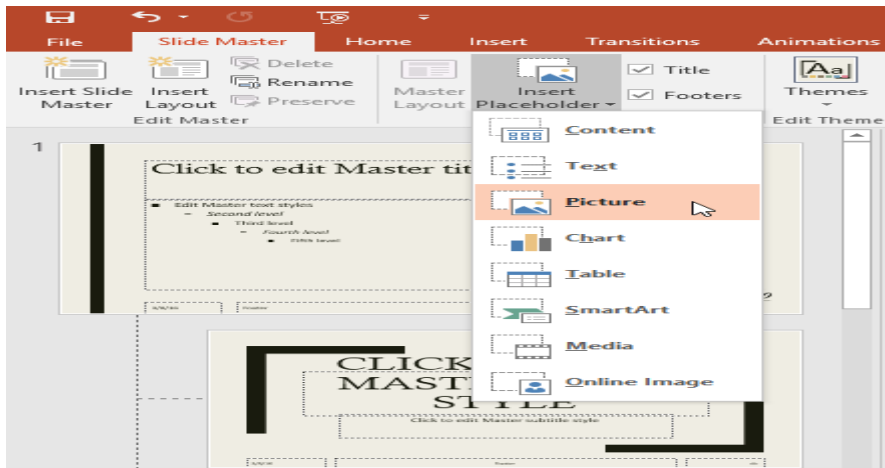 File Slide Master Home Insert Transitions Animations
Insert Slide Master
Insert Layout
Delete
Rename
Preserve
Edit Master
Master Layout
Insert Placeholder
Title
Footers
Themes
Edit Theme
Content
Text
Picture
Chart
Table
SmartArt
Media
Online Image
1
Click to edit Master tit
Edit Master text styles
Second level
Third level
Fourth level
Fifth level
Footer
CLICK
MAST
STYLE
Click to edit Master subtitle style
Footer